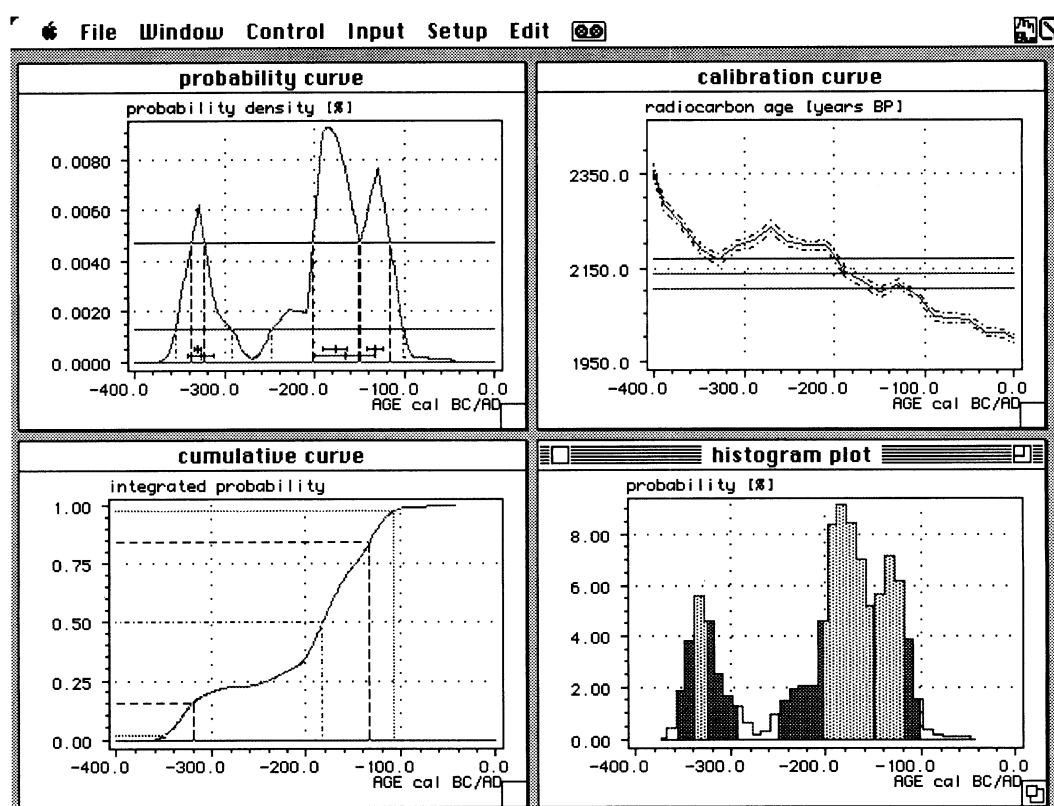 File Window Control Input Setup Edit
probability curve
probability density [%]
0.0080
0.0060
0.0040
0.0020
0.0000
-400.0 -300.0 -200.0 -100.0 0.0
AGE cal BC/AD
calibration curve
radiocarbon age [years BP]
2350.0
2150.0
1950.0
-400.0 -300.0 -200.0 -100.0 0.0
AGE cal BC/AD
cumulative curve
integrated probability
1.00
0.75
0.50
0.25
0.00
-400.0 -300.0 -200.0 -100.0 0.0
AGE cal BC/AD
histogram plot
probability [%]
8.00
6.00
4.00
2.00
0.00
-400.0 -300.0 -200.0 -100.0 0.0
AGE cal BC/AD